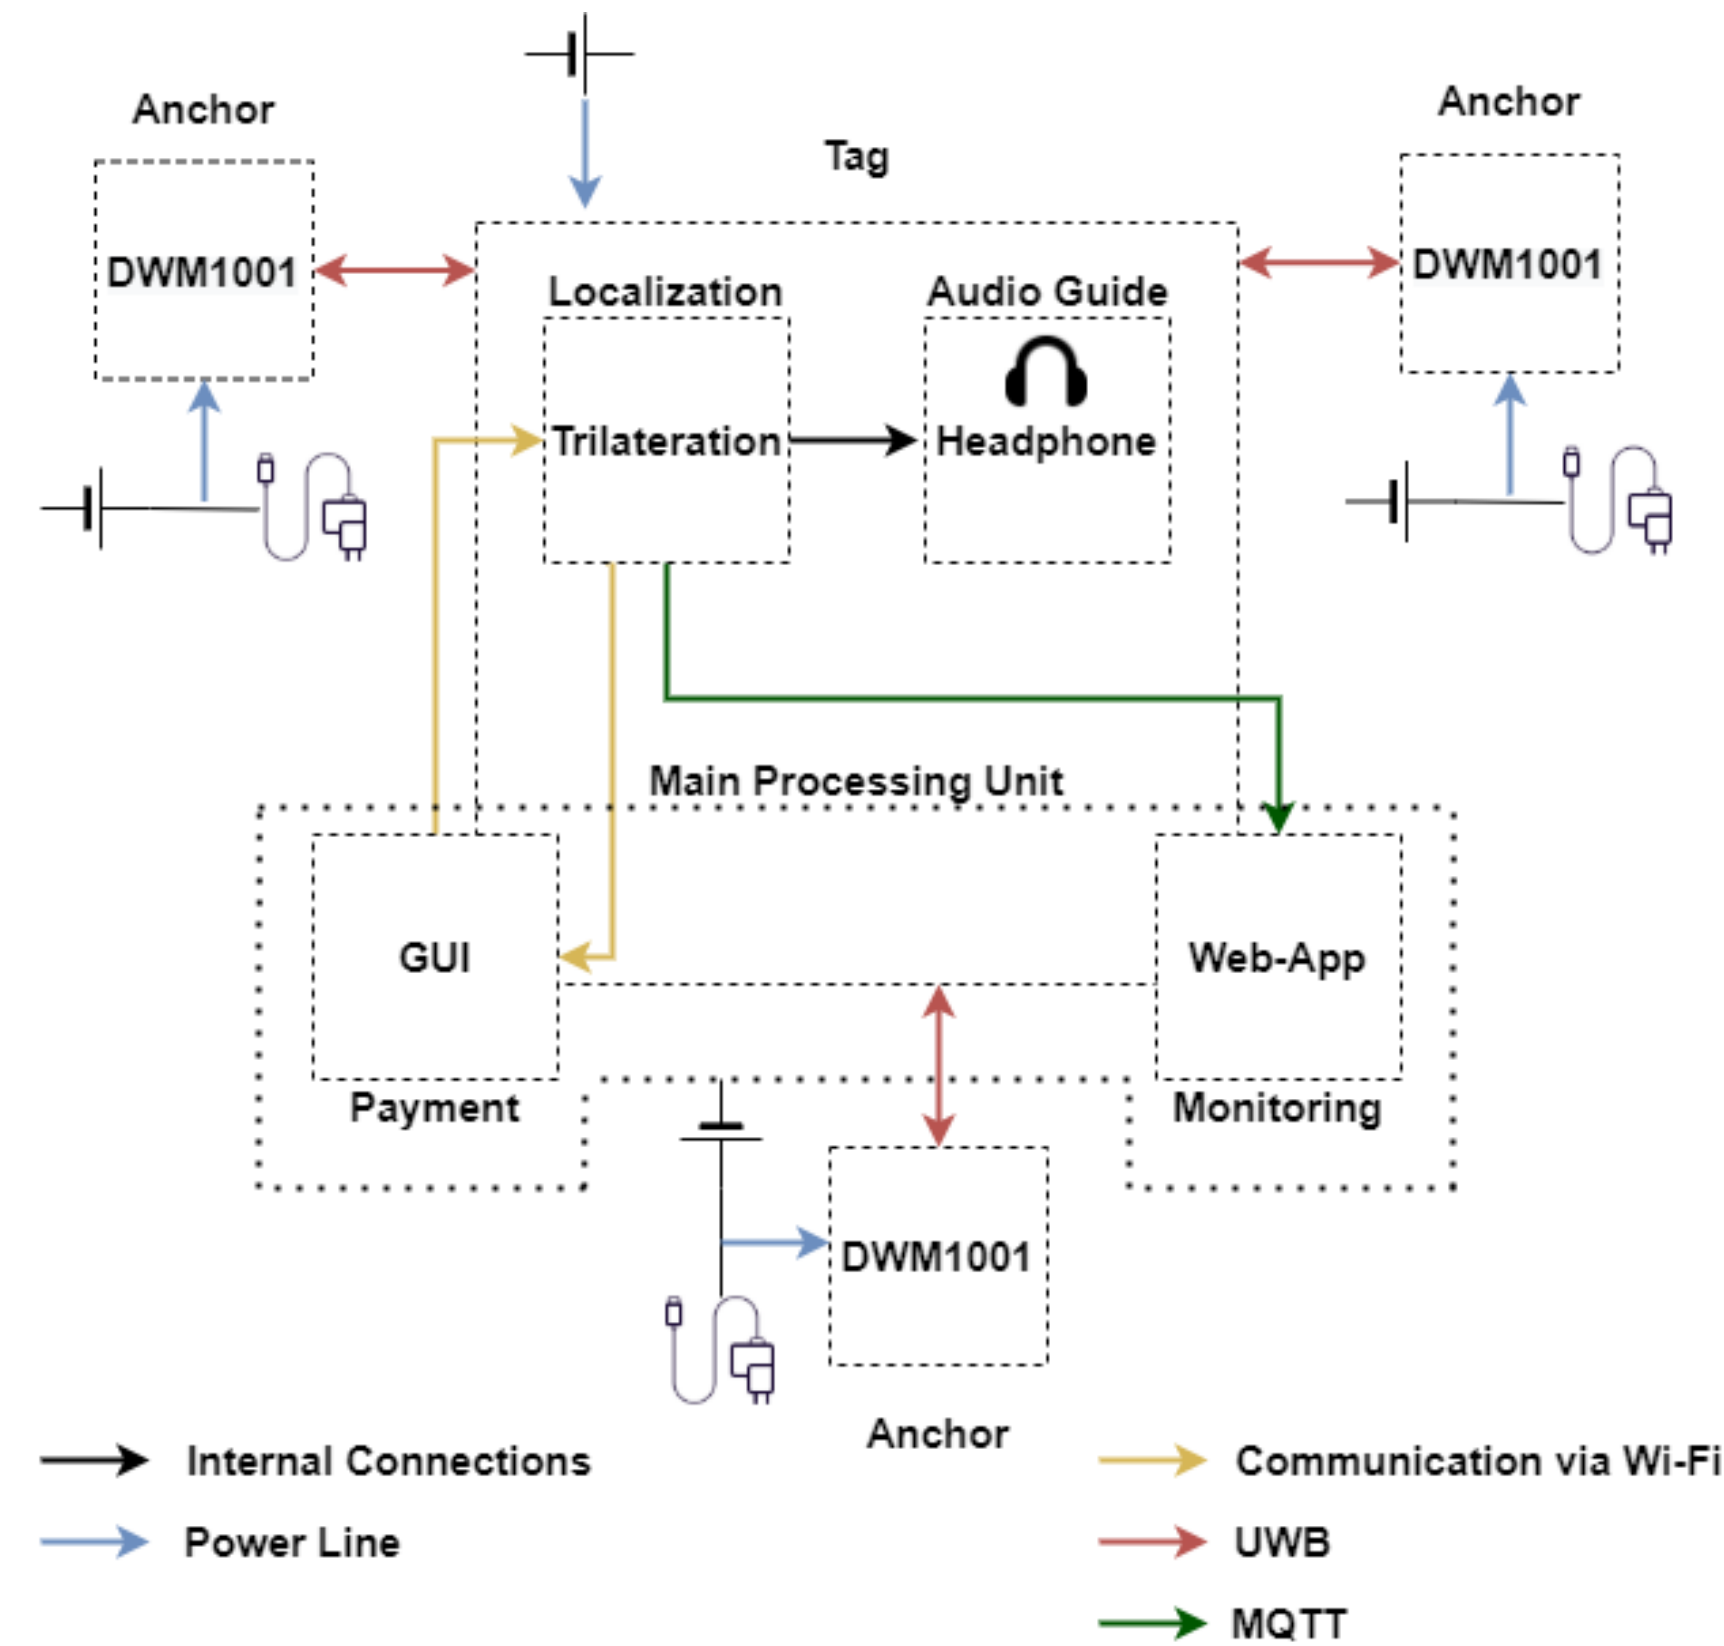 Anchor
Anchor
Tag
DWM1001
DWM1001
Localization
Audio Guide
Trilateration
Headphone
Main Processing Unit
GUI
Web-App
Payment
Monitoring
DWM1001
Anchor
Internal Connections
Communication via Wi-Fi
Power Line
UWB
MQTT